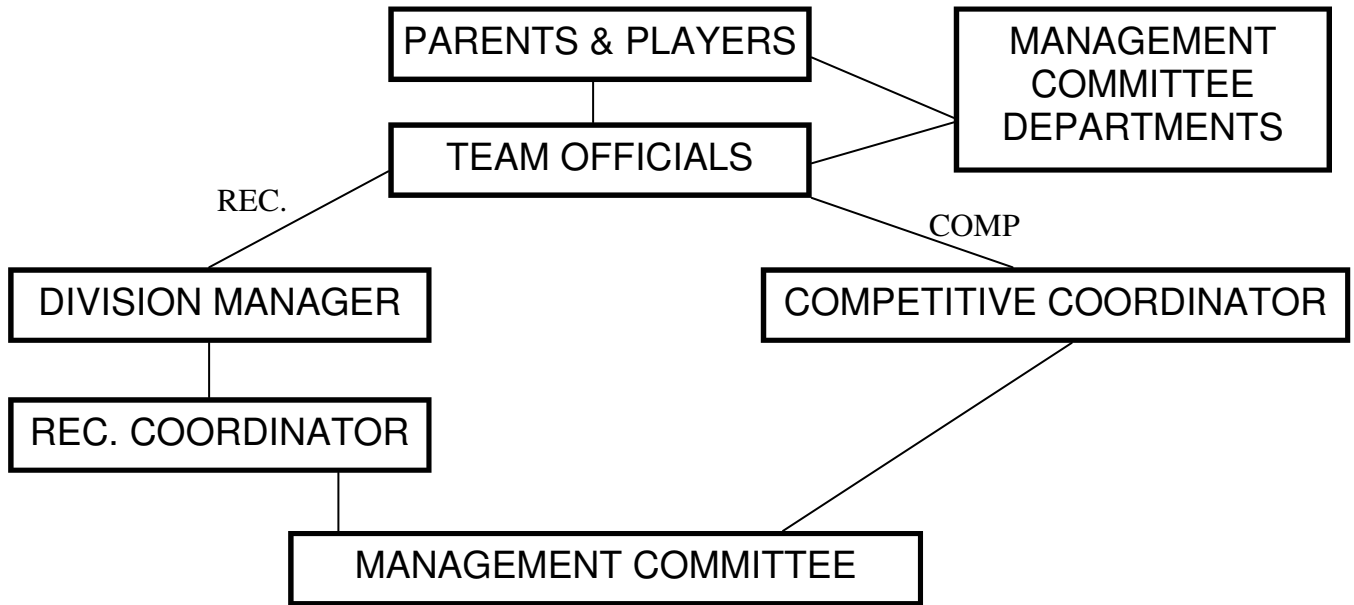 PARENTS & PLAYERS
MANAGEMENT
COMMITTEE
DEPARTMENTS
TEAM OFFICIALS
REC.
COMP
DIVISION MANAGER
COMPETITIVE COORDINATOR
REC. COORDINATOR
MANAGEMENT COMMITTEE